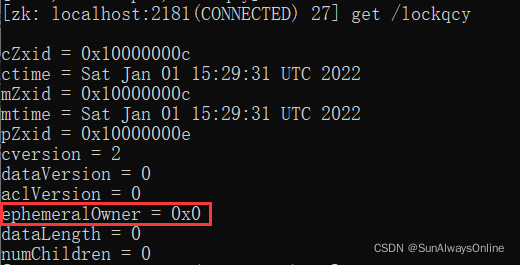 [zk: localhost:2181(CONNECTED) 27] get /lockqcy
cZxid = 0x10000000c
ctime = Sat Jan 01 15:29:31 UTC 2022
mZxid = 0x10000000c
mtime = Sat Jan 01 15:29:31 UTC 2022
pZxid = 0x10000000e
cversion = 2
dataVersion = 0
aclVersion = 0
ephemeralOwner = 0x0
dataLength = 0
numChildren = 0
CSDN @SunAlwaysOnline